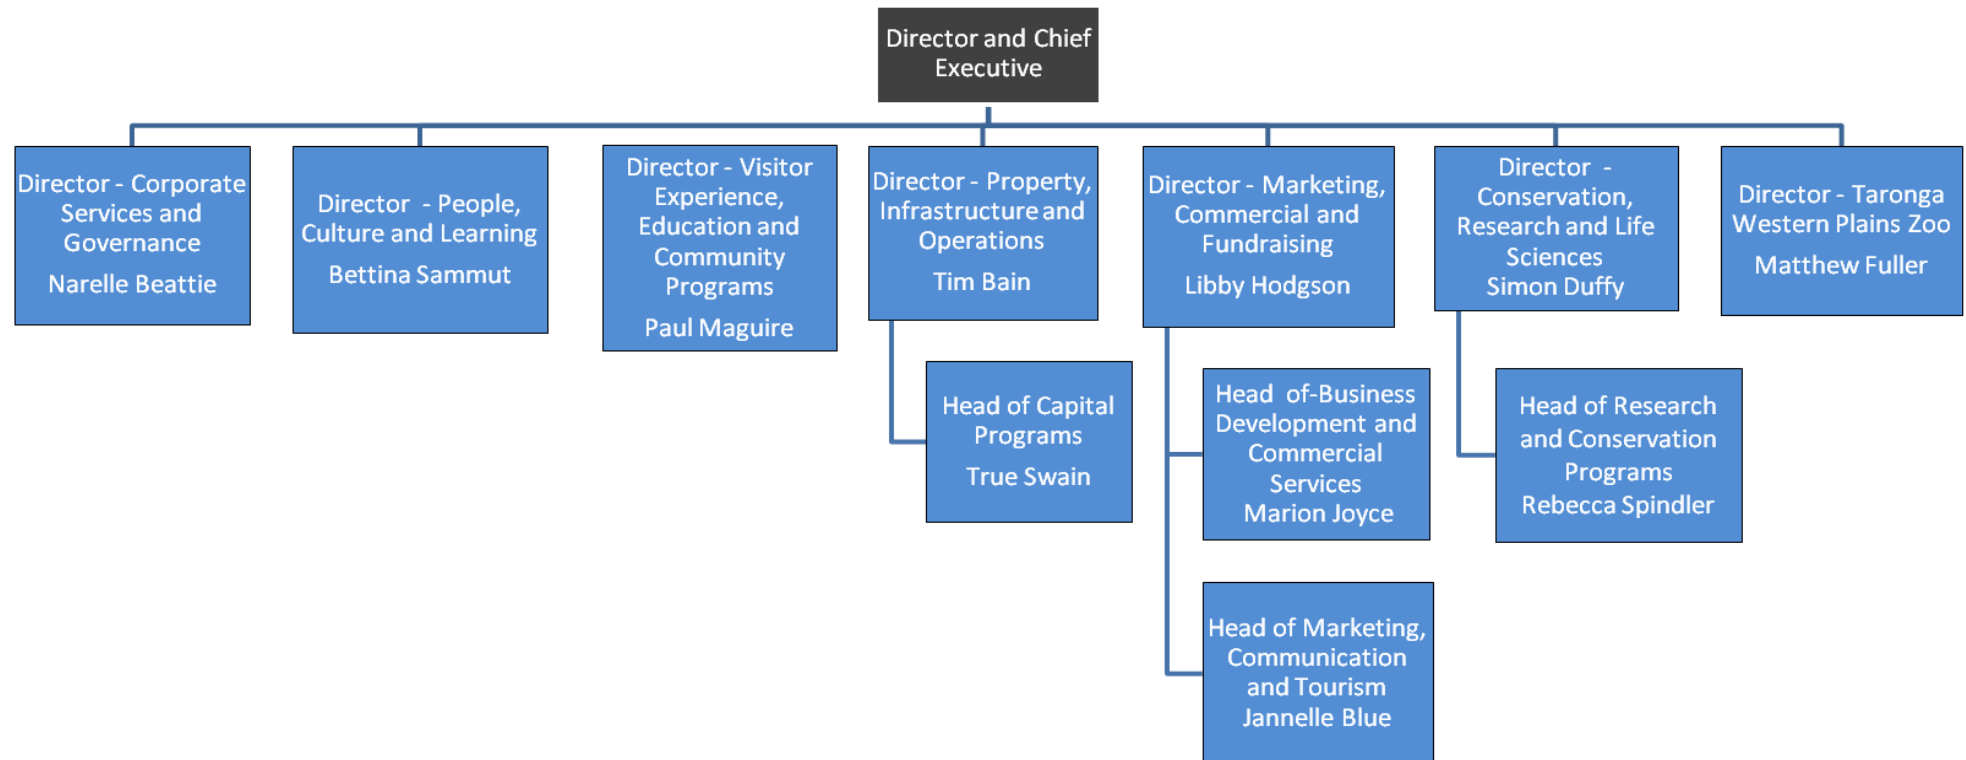 Director and Chief
Executive
Director - Corporate
Services and
Governance
Narelle Beattie
Director - People,
Culture and Learning
Bettina Sammut
Director - Visitor
Experience,
Education and
Community
Programs
Paul Maguire
Director - Property,
Infrastructure and
Operations
Tim Bain
Director - Marketing,
Commercial and
Fundraising
Libby Hodgson
Director -
Conservation,
Research and Life
Sciences
Simon Duffy
Director - Taronga
Western Plains Zoo
Matthew Fuller
Head of Capital
Programs
True Swain
Head of-Business
Development and
Commercial
Services
Marion Joyce
Head of Marketing,
Communication
and Tourism
Jannelle Blue
Head of Research
and Conservation
Programs
Rebecca Spindler